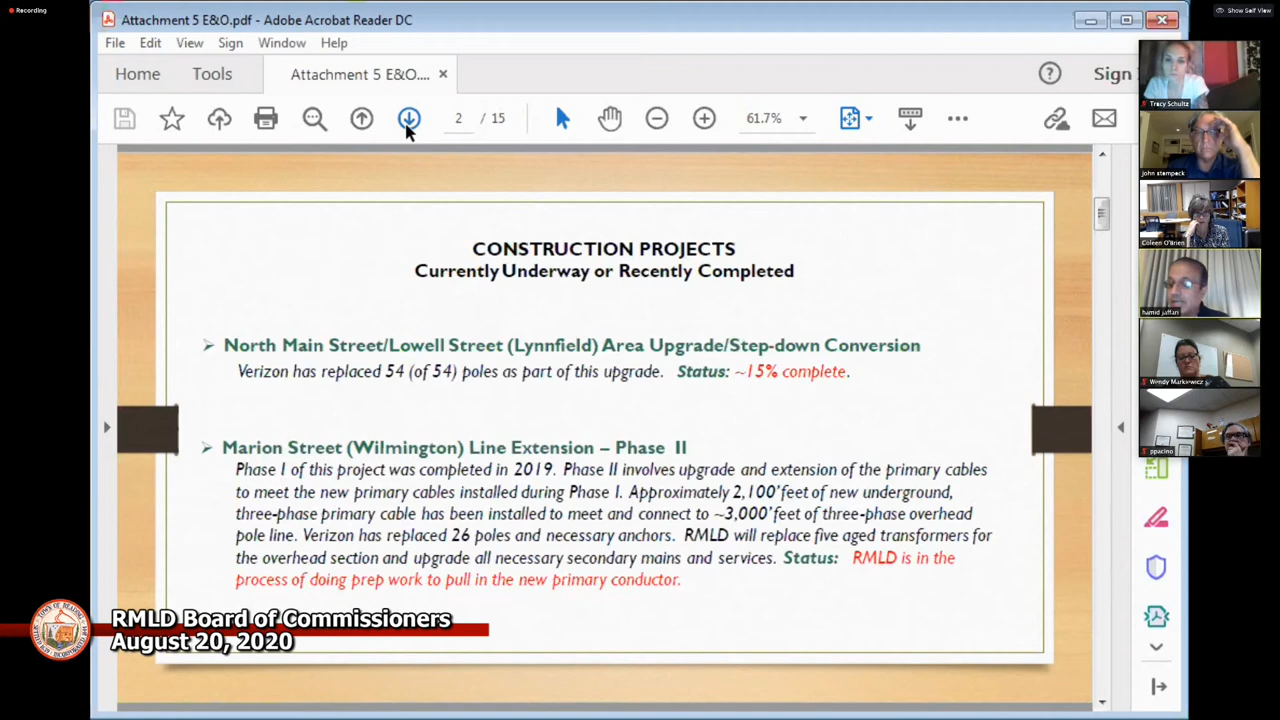 Recording
Show Self View
Attachment 5 E&O.pdf - Adobe Acrobat Reader DC
File Edit View Sign Window Help
Home Tools Attachment 5 E&O.... × Sign
2 / 15 61.7%
CONSTRUCTION PROJECTS
Currently Underway or Recently Completed
North Main Street/Lowell Street (Lynnfield) Area Upgrade/Step-down Conversion
Verizon has replaced 54 (of 54) poles as part of this upgrade. Status: ~15% complete.
Marion Street (Wilmington) Line Extension – Phase II
Phase I of this project was completed in 2019. Phase II involves upgrade and extension of the primary cables
to meet the new primary cables installed during Phase I. Approximately 2,100' feet of new underground,
three-phase primary cable has been installed to meet and connect to ~3,000' feet of three-phase overhead
pole line. Verizon has replaced 26 poles and necessary anchors. RMLD will replace five aged transformers for
the overhead section and upgrade all necessary secondary mains and services. Status: RMLD is in the
process of doing prep work to pull in the new primary conductor.
Tracy Schultz
john stempeck
Coleen O'Brien
hamid jaffari
Wendy Markiewicz
ppacino
RMLD Board of Commissioners
August 20, 2020